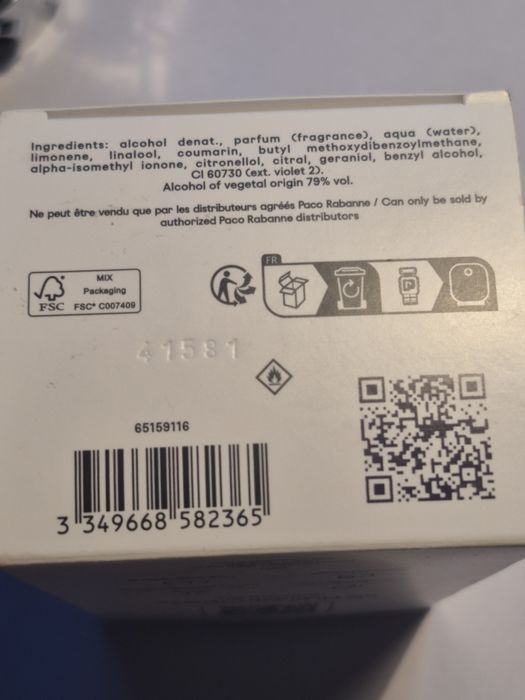 Ingredients: alcohol denat., parfum (fragrance), aqua (water),
limonene, linalool, coumarin, butyl methoxydibenzoylmethane,
alpha-isomethyl ionone, citronellol, citral, geraniol, benzyl alcohol,
CI 60730 (ext. violet 2).
Alcohol of vegetal origin 79% vol.
Ne peut être vendu que par les distributeurs agréés Paco Rabanne / Can only be sold by
authorized Paco Rabanne distributors
FR
MIX
Packaging
FSC FSC® C007409
41581
65159116
3 349668 582365